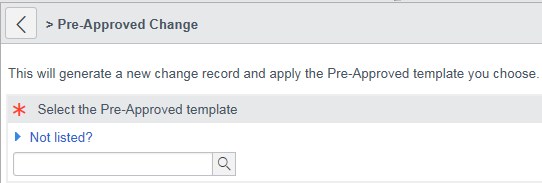 > Pre-Approved Change
This will generate a new change record and apply the Pre-Approved template you choose.
* Select the Pre-Approved template
Not listed?